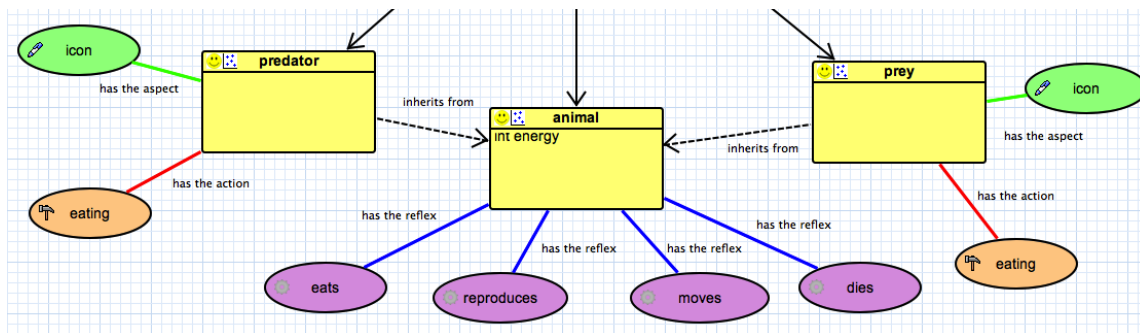 icon
predator
has the aspect
inherits from
animal
int energy
prey
icon
has the aspect
inherits from
has the action
eating
has the reflex
has the reflex
has the reflex
has the reflex
has the action
eating
eats
reproduces
moves
dies